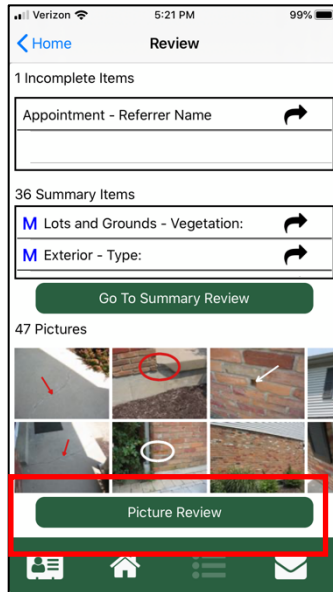 Verizon 5:21 PM 99%
Home Review
1 Incomplete Items
Appointment - Referrer Name
36 Summary Items
M Lots and Grounds - Vegetation:
M Exterior - Type:
Go To Summary Review
47 Pictures
Picture Review